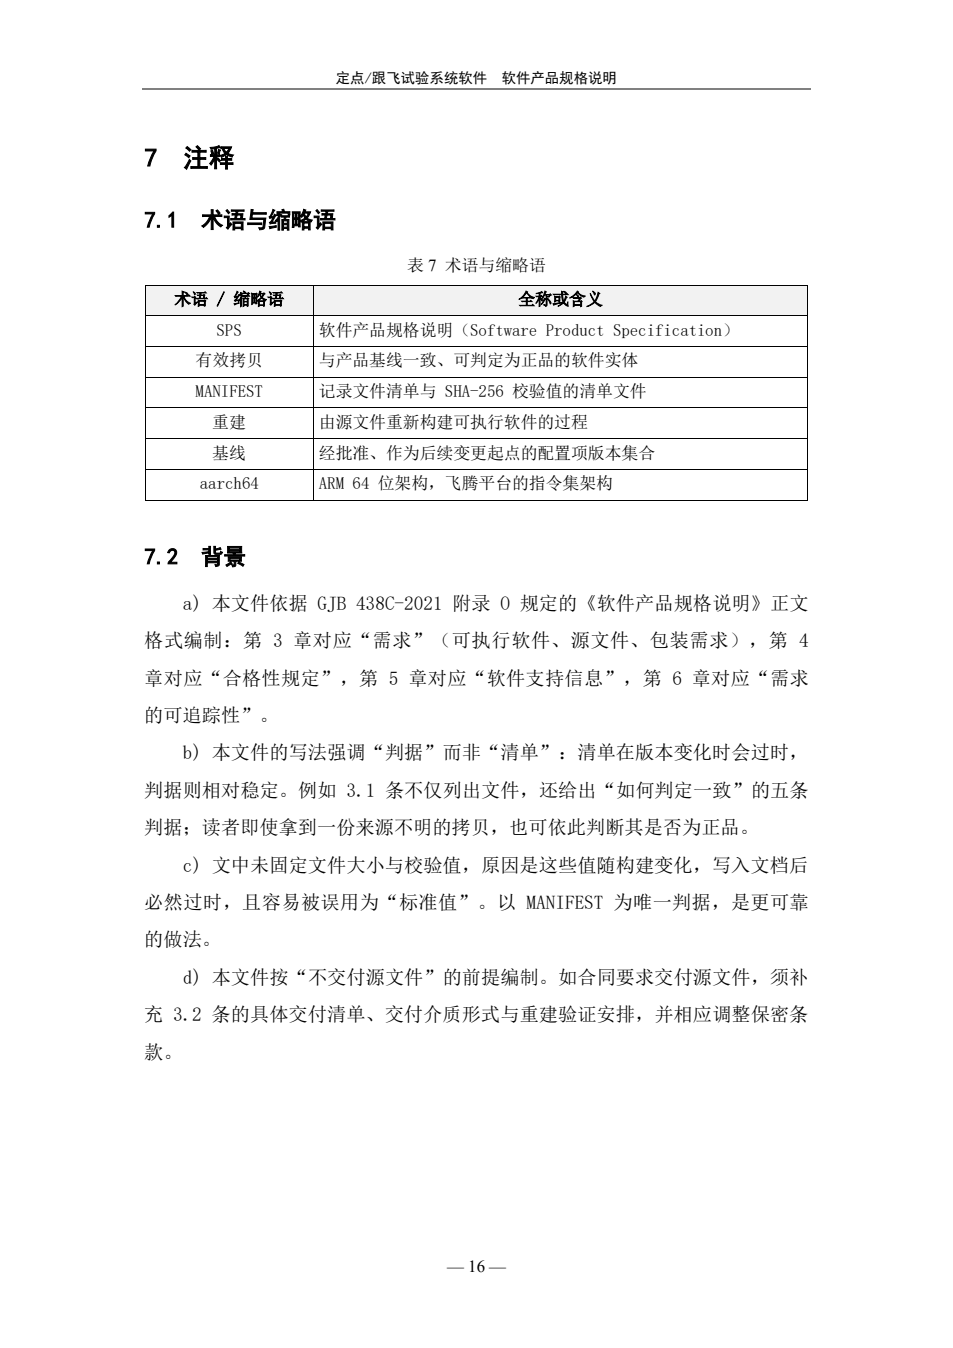 定点/跟飞试验系统软件　软件产品规格说明
7　注释
7.1　术语与缩略语
表 7 术语与缩略语
术语 / 缩略语　全称或含义
SPS　软件产品规格说明（Software Product Specification）
有效拷贝　与产品基线一致、可判定为正品的软件实体
MANIFEST　记录文件清单与 SHA-256 校验值的清单文件
重建　由源文件重新构建可执行软件的过程
基线　经批准、作为后续变更起点的配置项版本集合
aarch64　ARM 64 位架构，飞腾平台的指令集架构
7.2　背景
a) 本文件依据 GJB 438C-2021 附录 O 规定的《软件产品规格说明》正文
格式编制：第 3 章对应“需求”（可执行软件、源文件、包装需求），第 4
章对应“合格性规定”，第 5 章对应“软件支持信息”，第 6 章对应“需求
的可追踪性”。
b) 本文件的写法强调“判据”而非“清单”：清单在版本变化时会过时，
判据则相对稳定。例如 3.1 条不仅列出文件，还给出“如何判定一致”的五条
判据；读者即使拿到一份来源不明的拷贝，也可依此判断其是否为正品。
c) 文中未固定文件大小与校验值，原因是这些值随构建变化，写入文档后
必然过时，且容易被误用为“标准值”。以 MANIFEST 为唯一判据，是更可靠
的做法。
d) 本文件按“不交付源文件”的前提编制。如合同要求交付源文件，须补
充 3.2 条的具体交付清单、交付介质形式与重建验证安排，并相应调整保密条
款。
— 16 —